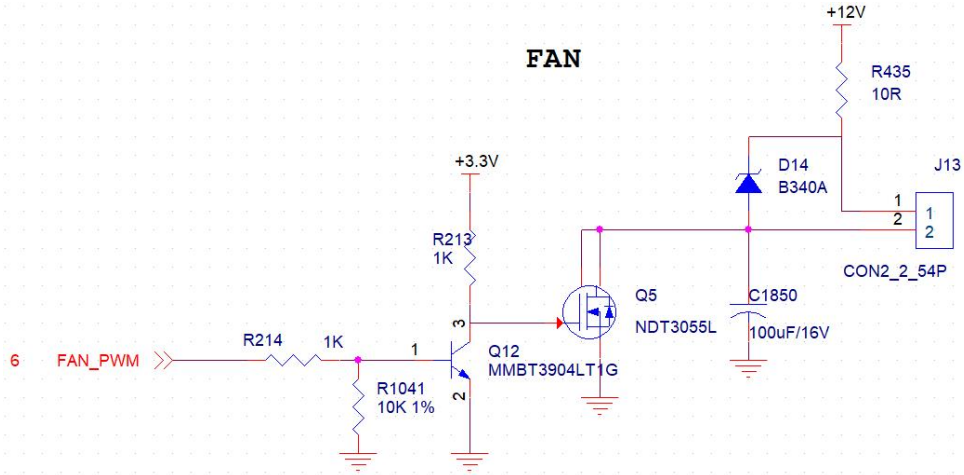 +12V
FAN
R435
10R
+3.3V
D14
B340A
J13
1
1
2
2
R213
1K
CON2_2_54P
Q5
NDT3055L
C1850
100uF/16V
3
R214
1K
1
Q12
MMBT3904LT1G
6
FAN_PWM
R1041
10K 1%
2